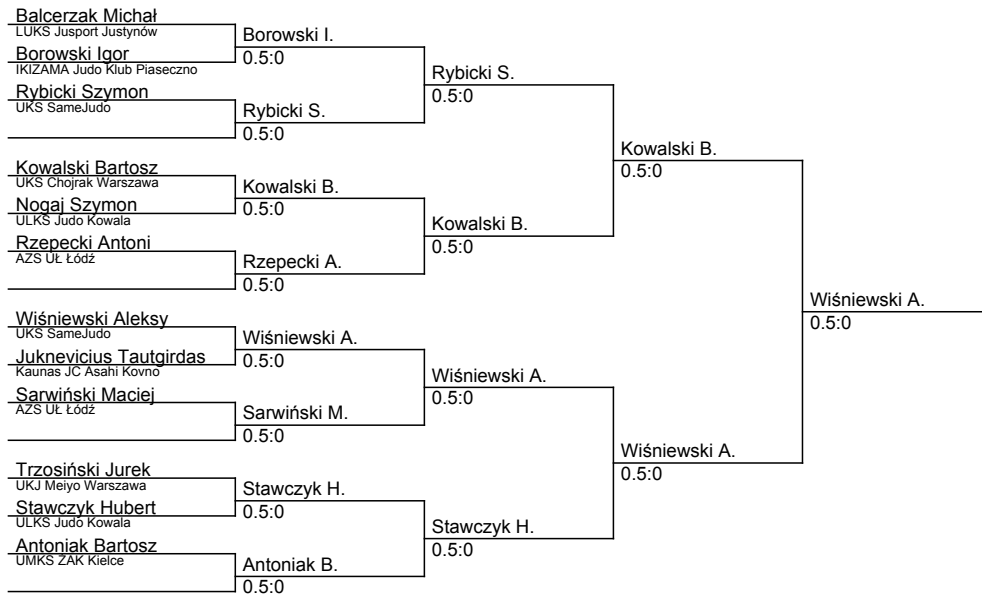 Balcerzak Michał
LUKS Jusport Justynów
Borowski Igor
IKIZAMA Judo Klub Piaseczno
Rybicki Szymon
UKS SameJudo
Kowalski Bartosz
UKS Chojrak Warszawa
Nogaj Szymon
ULKS Judo Kowala
Rzepecki Antoni
AZS UŁ Łódź
Wiśniewski Aleksy
UKS SameJudo
Juknevicius Tautgirdas
Kaunas JC Asahi Kovno
Sarwiński Maciej
AZS UŁ Łódź
Trzosiński Jurek
UKJ Meiyo Warszawa
Stawczyk Hubert
ULKS Judo Kowala
Antoniak Bartosz
UMKS ŻAK Kielce
Borowski I.
0.5:0
Rybicki S.
0.5:0
Kowalski B.
0.5:0
Rzepecki A.
0.5:0
Wiśniewski A.
0.5:0
Sarwiński M.
0.5:0
Stawczyk H.
0.5:0
Antoniak B.
0.5:0
Rybicki S.
0.5:0
Kowalski B.
0.5:0
Wiśniewski A.
0.5:0
Stawczyk H.
0.5:0
Kowalski B.
0.5:0
Wiśniewski A.
0.5:0
Wiśniewski A.
0.5:0